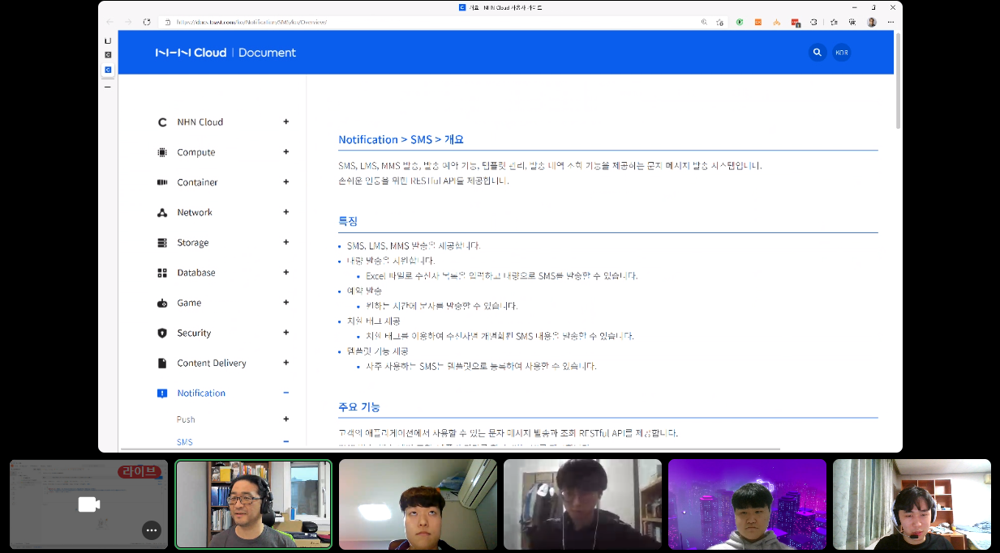 개요 - NHN Cloud 사용자 가이드
https://docs.toast.com/ko/Notification/SMS/ko/Overview/
NHN Cloud | Document
KOR
NHN Cloud
Compute
Container
Network
Storage
Database
Game
Security
Content Delivery
Notification
Push
SMS
Notification > SMS > 개요
SMS, LMS, MMS 발송, 발송 예약 기능, 템플릿 관리, 발송 내역 조회 기능을 제공하는 문자 메시지 발송 시스템입니다.
손쉬운 연동을 위한 RESTful API를 제공합니다.
특징
SMS, LMS, MMS 발송을 제공합니다.
대량 발송을 지원합니다.
Excel 파일로 수신자 목록을 입력하고 대량으로 SMS를 발송할 수 있습니다.
예약 발송
원하는 시간에 문자를 발송할 수 있습니다.
치환 태그 제공
치환 태그를 이용하여 수신자별 개별화된 SMS 내용을 발송할 수 있습니다.
템플릿 기능 제공
자주 사용하는 SMS는 템플릿으로 등록하여 사용할 수 있습니다.
주요 기능
고객의 애플리케이션에서 사용할 수 있는 문자 메시지 발송과 조회 RESTful API를 제공합니다.
라이브